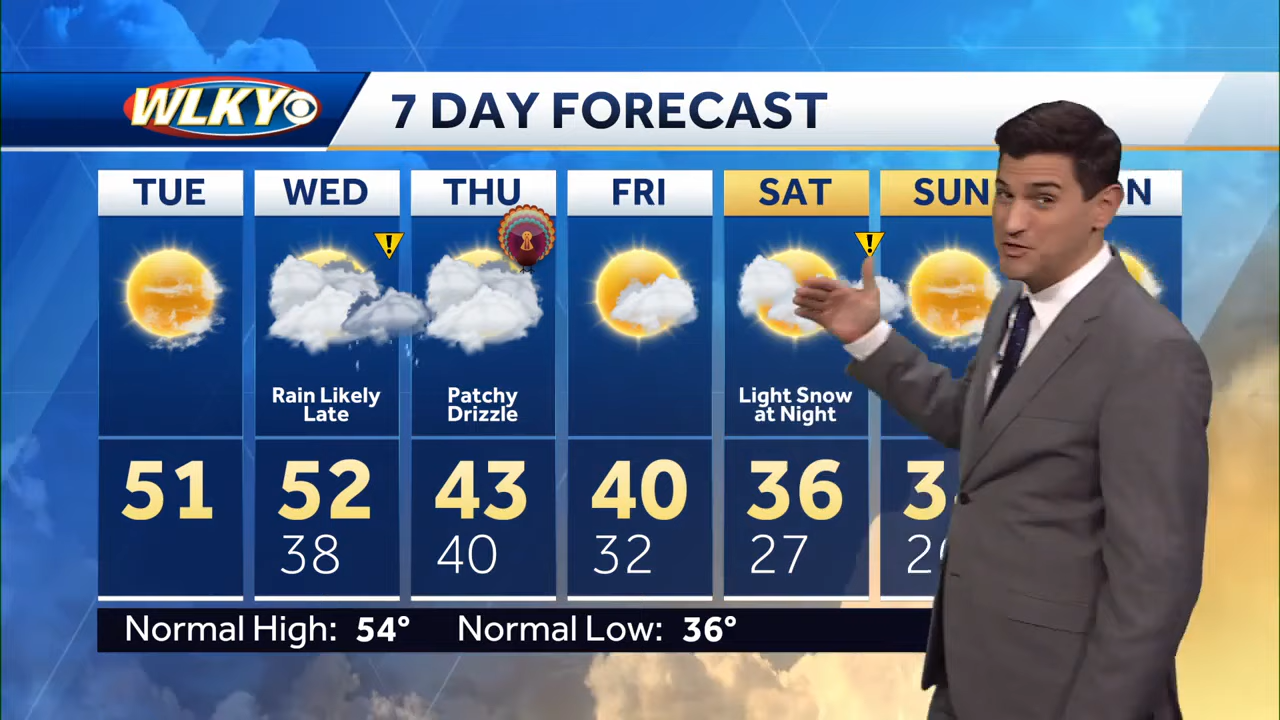 WLKY
7 DAY FORECAST
TUE WED THU FRI SAT SUN
! !
Rain Likely
Late
Patchy
Drizzle
Light Snow
at Night
51 52 43 40 36
38 40 32 27
Normal High: 54° Normal Low: 36°